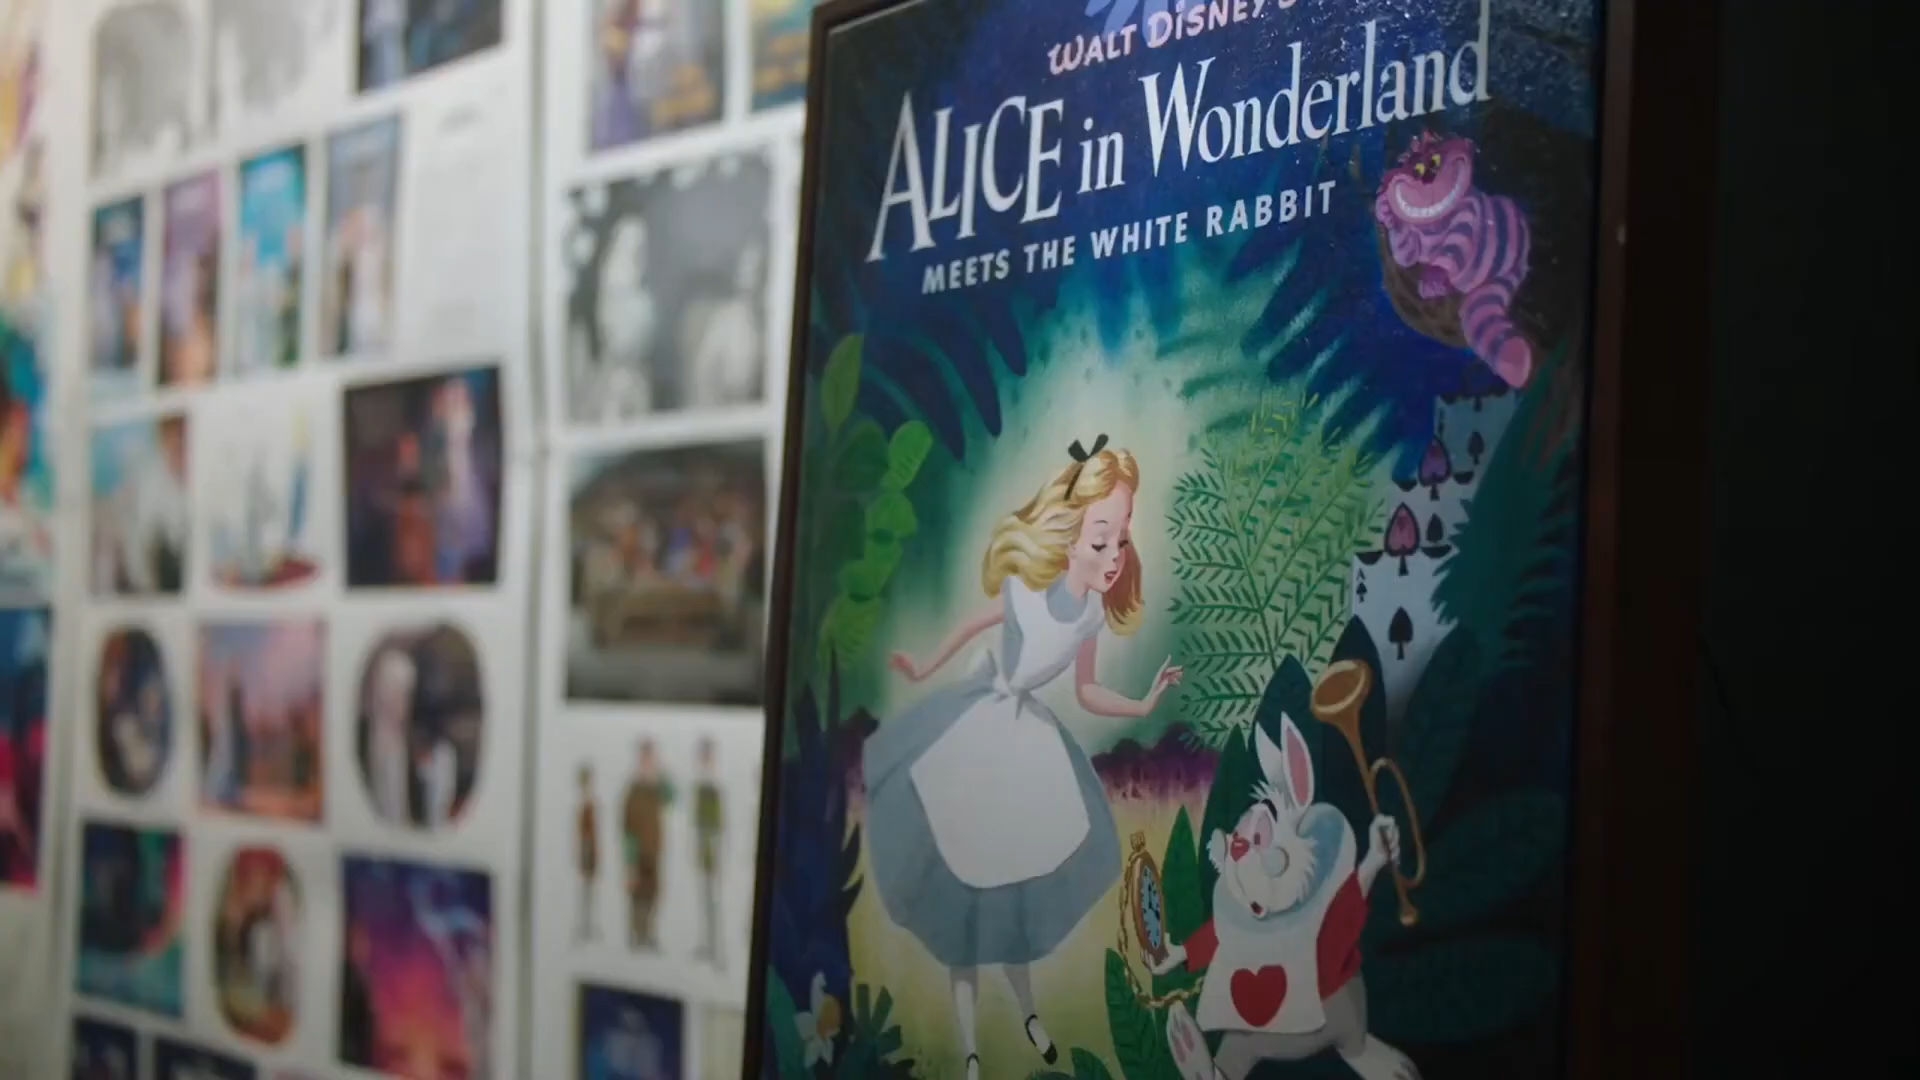 WALT DISNEY'S
ALICE in Wonderland
MEETS THE WHITE RABBIT
A